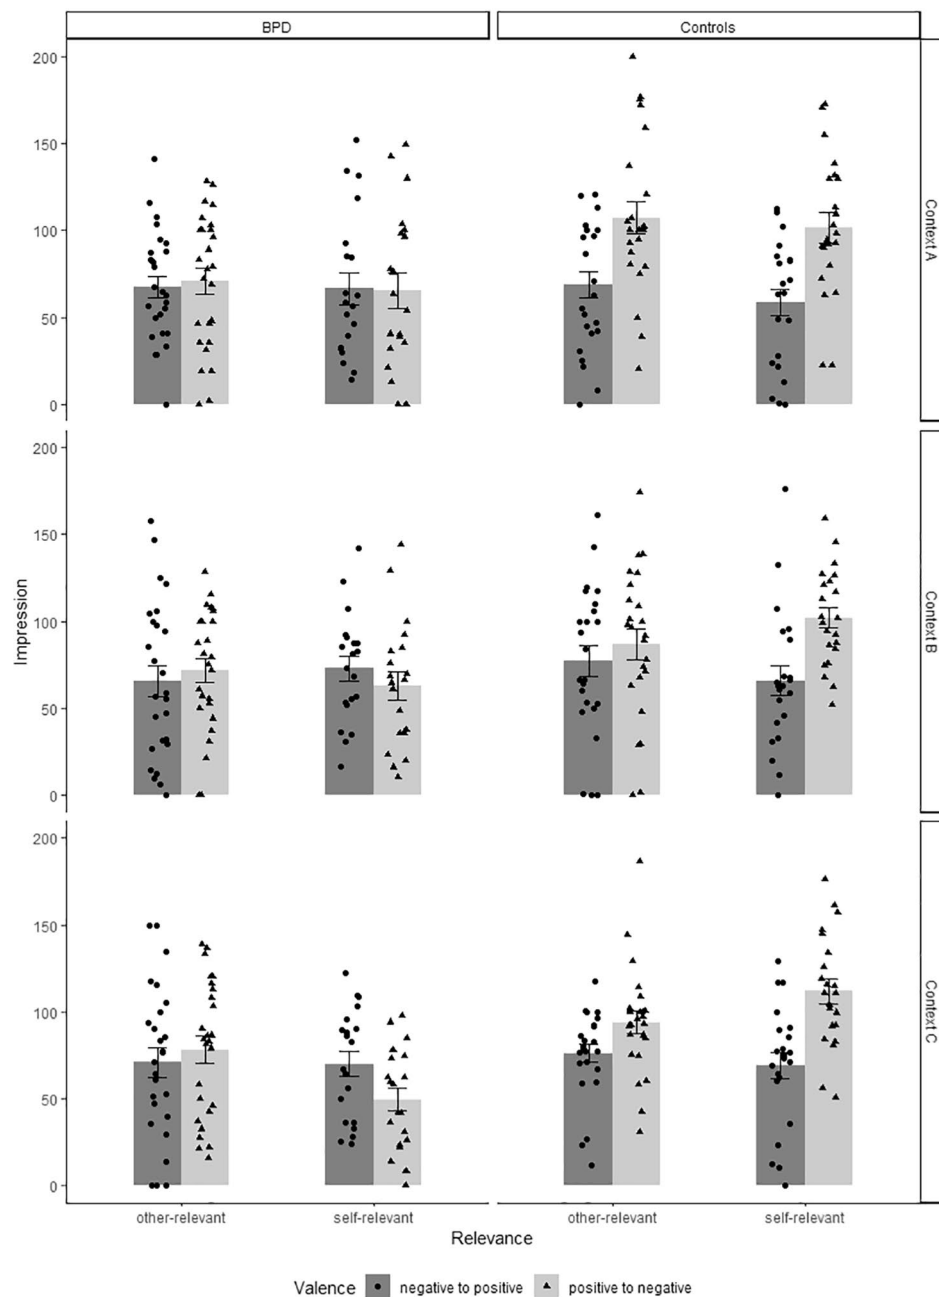 BPD
Controls
200
150
100
50
0
Context A
200
150
100
50
0
Context B
Impression
200
150
100
50
0
Context C
other-relevant
self-relevant
other-relevant
self-relevant
Relevance
Valence negative to positive positive to negative